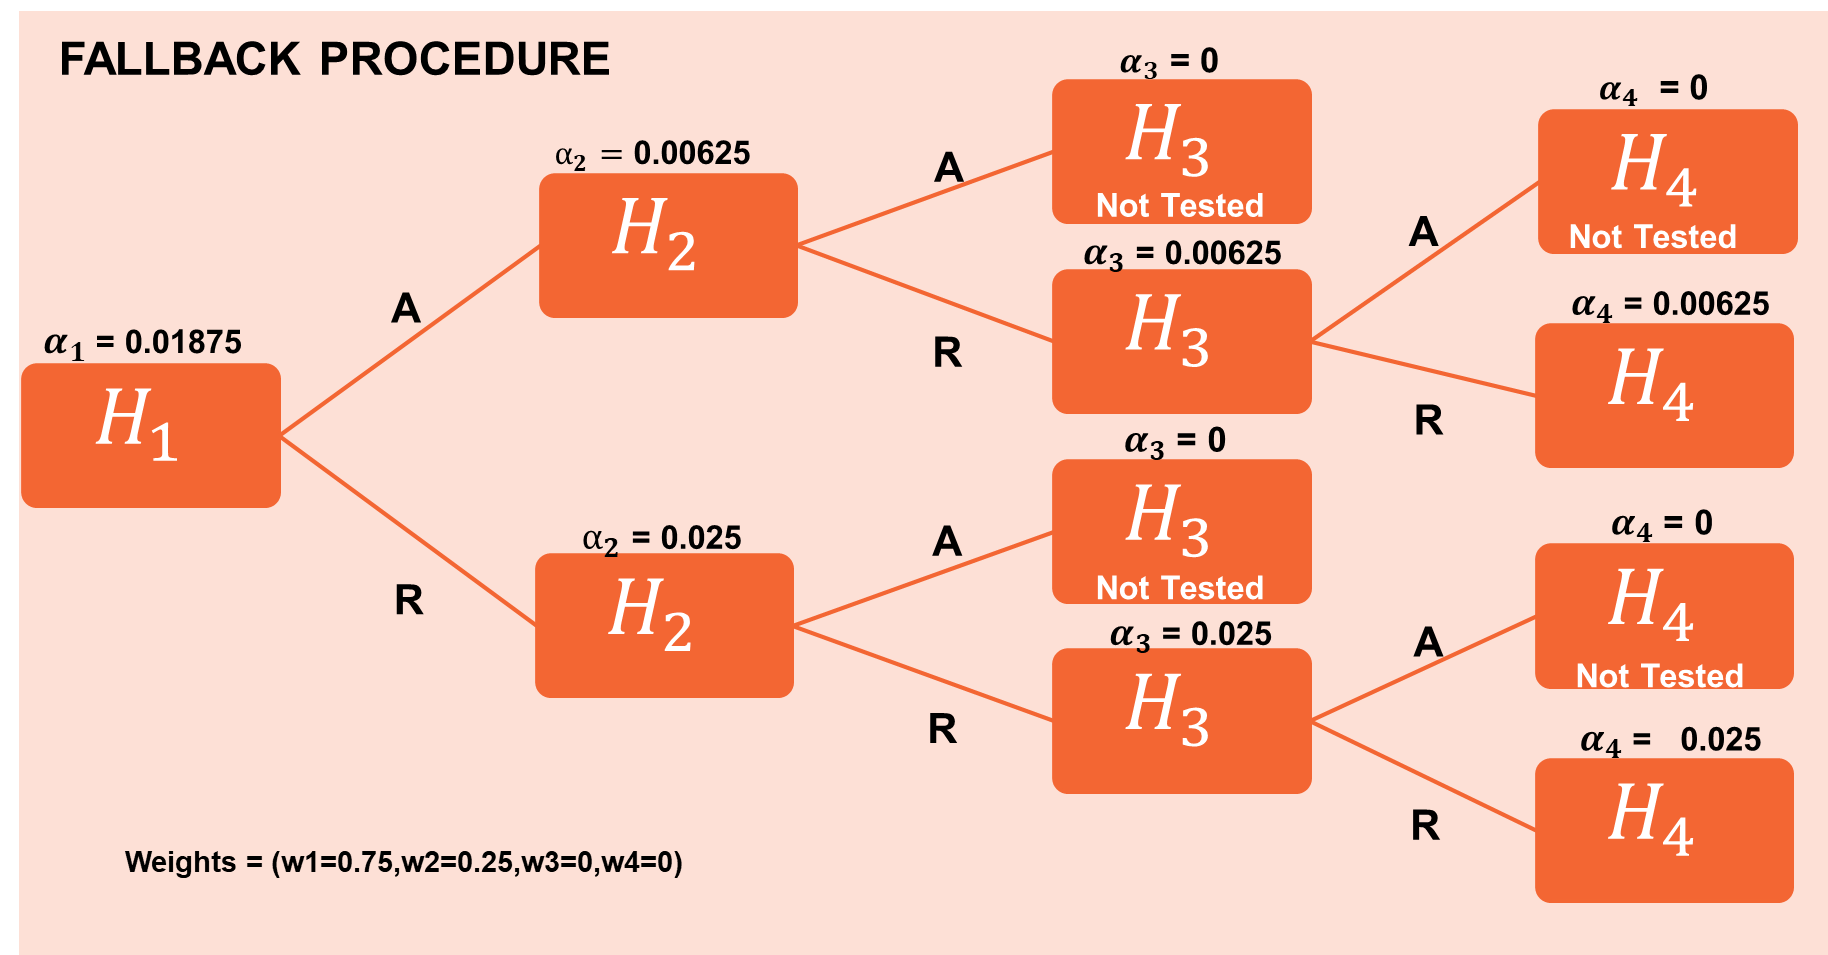 FALLBACK PROCEDURE
α₁ = 0.01875
H₁
A
R
α₂ = 0.00625
H₂
α₂ = 0.025
H₂
A
R
A
R
α₃ = 0
H₃
Not Tested
α₃ = 0.00625
H₃
α₃ = 0
H₃
Not Tested
α₃ = 0.025
H₃
A
R
A
R
α₄ = 0
H₄
Not Tested
α₄ = 0.00625
H₄
α₄ = 0
H₄
Not Tested
α₄ = 0.025
H₄
Weights = (w1=0.75,w2=0.25,w3=0,w4=0)